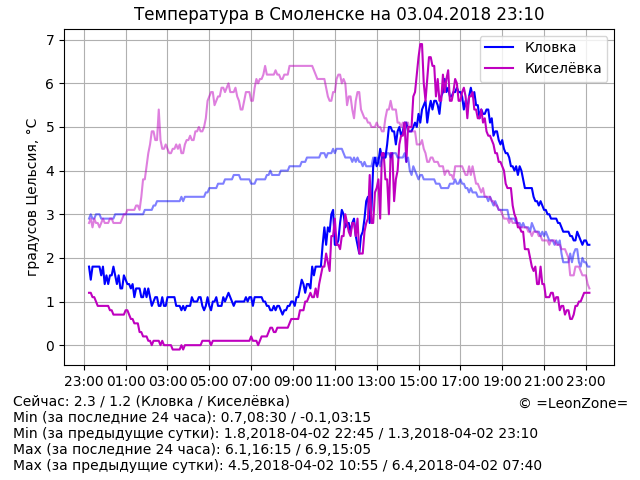 Температура в Смоленске на 03.04.2018 23:10
7
Кловка
Киселёвка
6
5
4
3
2
1
0
градусов Цельсия, °C
23:00 01:00 03:00 05:00 07:00 09:00 11:00 13:00 15:00 17:00 19:00 21:00 23:00
Сейчас: 2.3 / 1.2 (Кловка / Киселёвка)
© =LeonZone=
Min (за последние 24 часа): 0.7,08:30 / -0.1,03:15
Min (за предыдущие сутки): 1.8,2018-04-02 22:45 / 1.3,2018-04-02 23:10
Max (за последние 24 часа): 6.1,16:15 / 6.9,15:05
Max (за предыдущие сутки): 4.5,2018-04-02 10:55 / 6.4,2018-04-02 07:40